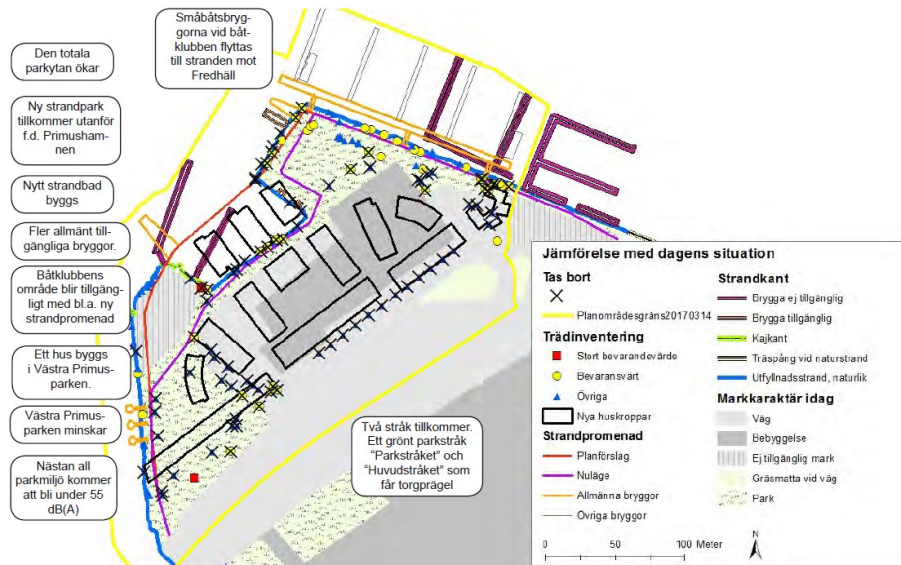 Småbåtsbryg-
gorna vid båt-
klubben flyttas
till stranden mot
Fredhäll
Den totala
parkytan ökar
Ny strandpark
tillkommer utanför
f.d. Primusham-
nen
Nytt strandbad
byggs
Fler allmänt till-
gängliga bryggor.
Båtklubbens
område blir tillgäng-
ligt med bl.a. ny
strandpromenad
Ett hus byggs
i Västra Primus-
parken.
Västra Primus-
parken minskar
Nästan all
parkmiljö kommer
att bli under 55
dB(A)
Två stråk tillkommer.
Ett grönt parkstråk
"Parkstråket" och
"Huvudstråket" som
får torgprägel
Jämförelse med dagens situation
Tas bort
Planområdesgräns20170314
Trädinventering
Stort bevarandevärde
Bevaransvärt
Övriga
Nya huskroppar
Strandpromenad
Planförslag
Nuläge
Allmänna bryggor
Övriga bryggor
Strandkant
Brygga ej tillgänglig
Brygga tillgänglig
Kajkant
Träspång vid naturstrand
Utfyllnadsstrand, naturlik
Markkaraktär idag
Väg
Bebyggelse
Ej tillgänglig mark
Gräsmatta vid väg
Park
0 50 100 Meter
N